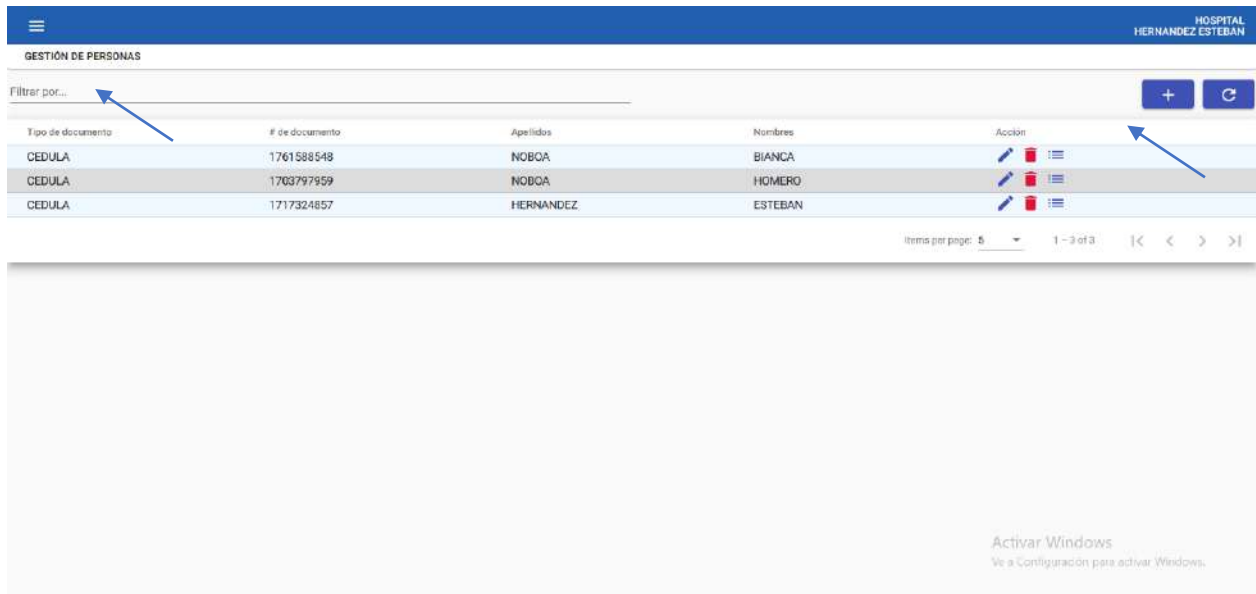 HOSPITAL
HERNANDEZ ESTEBAN
GESTIÓN DE PERSONAS
Filtrar por...
Tipo de documento # de documento Apellidos Nombres Acción
CEDULA 1761588548 NOBOA BIANCA
CEDULA 1703797959 NOBOA HOMERO
CEDULA 1717324857 HERNANDEZ ESTEBAN
Items per page: 5 1 – 3 of 3
Activar Windows
Ve a Configuración para activar Windows.